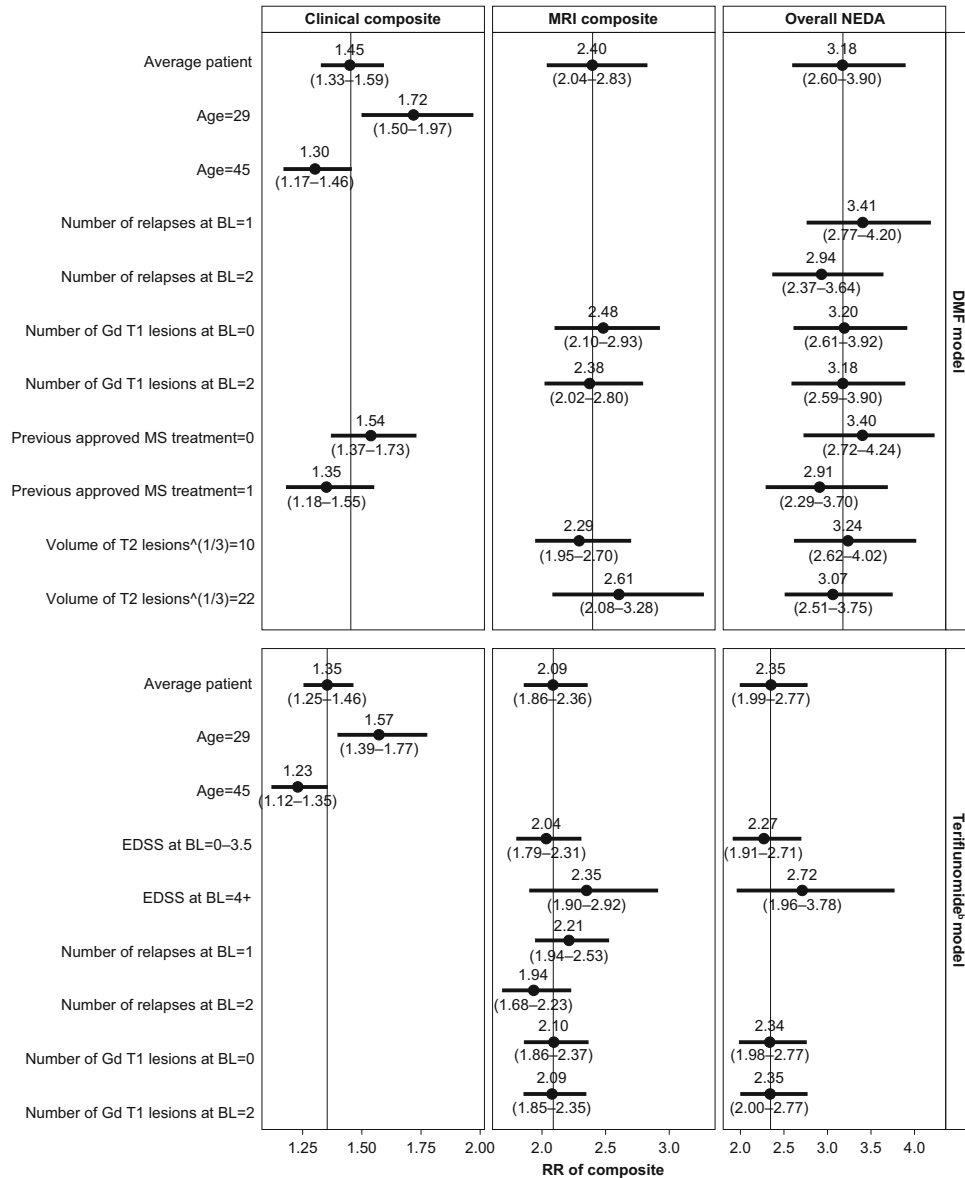 Clinical composite MRI composite Overall NEDA
Average patient 1.45 (1.33–1.59) 2.40 (2.04–2.83) 3.18 (2.60–3.90)
Age=29 1.72 (1.50–1.97)
Age=45 1.30 (1.17–1.46)
Number of relapses at BL=1 3.41 (2.77–4.20)
Number of relapses at BL=2 2.94 (2.37–3.64)
Number of Gd T1 lesions at BL=0 2.48 (2.10–2.93) 3.20 (2.61–3.92)
Number of Gd T1 lesions at BL=2 2.38 (2.02–2.80) 3.18 (2.59–3.90)
Previous approved MS treatment=0 1.54 (1.37–1.73) 3.40 (2.72–4.24)
Previous approved MS treatment=1 1.35 (1.18–1.55) 2.91 (2.29–3.70)
Volume of T2 lesions^(1/3)=10 2.29 (1.95–2.70) 3.24 (2.62–4.02)
Volume of T2 lesions^(1/3)=22 2.61 (2.08–3.28) 3.07 (2.51–3.75)
DMF model
Average patient 1.35 (1.25–1.46) 2.09 (1.86–2.36) 2.35 (1.99–2.77)
Age=29 1.57 (1.39–1.77)
Age=45 1.23 (1.12–1.35)
EDSS at BL=0–3.5 2.04 (1.79–2.31) 2.27 (1.91–2.71)
EDSS at BL=4+ 2.35 (1.90–2.92) 2.72 (1.96–3.78)
Number of relapses at BL=1 2.21 (1.94–2.53)
Number of relapses at BL=2 1.94 (1.68–2.23)
Number of Gd T1 lesions at BL=0 2.10 (1.86–2.37) 2.34 (1.98–2.77)
Number of Gd T1 lesions at BL=2 2.09 (1.85–2.35) 2.35 (2.00–2.77)
Teriflunomideᵇ model
1.25 1.50 1.75 2.00 2.0 2.5 3.0 2.0 2.5 3.0 3.5 4.0
RR of composite